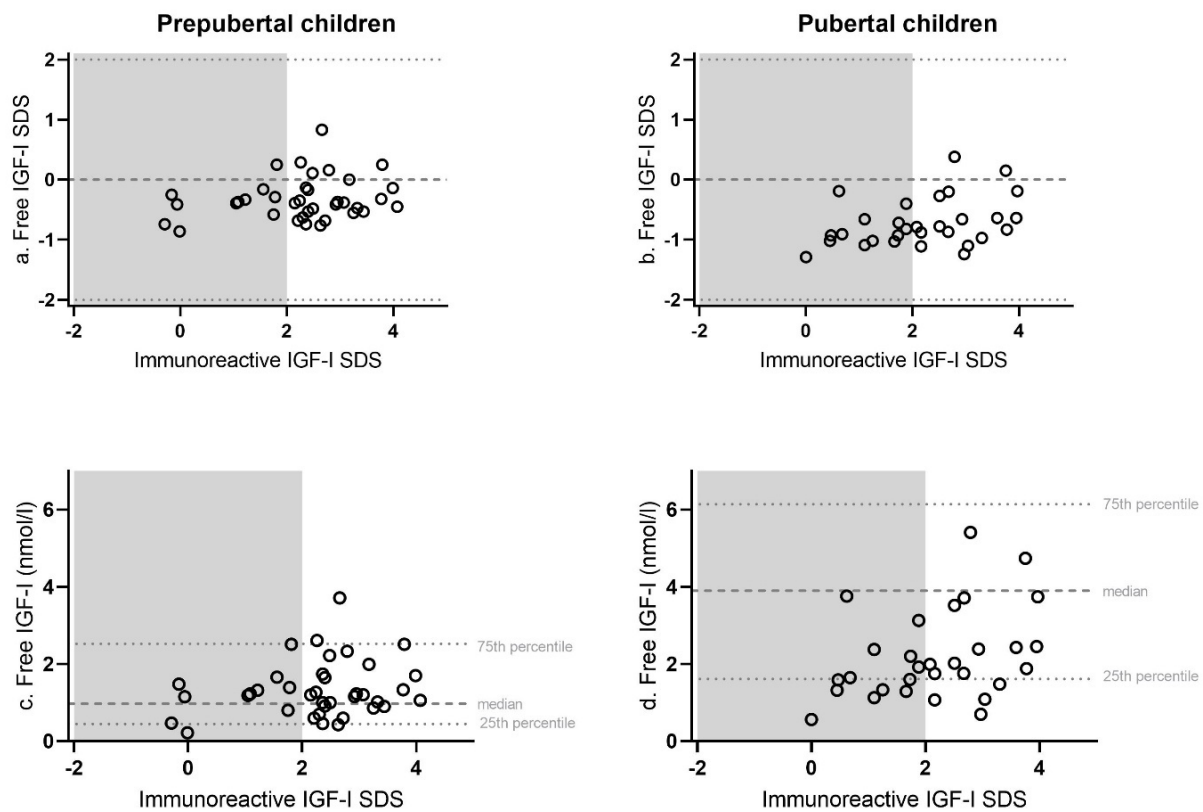 Prepubertal children
2
1
0
-1
-2
a. Free IGF-I SDS
-2 0 2 4
Immunoreactive IGF-I SDS
Pubertal children
2
1
0
-1
-2
b. Free IGF-I SDS
-2 0 2 4
Immunoreactive IGF-I SDS
6
4
2
0
c. Free IGF-I (nmol/l)
75th percentile
median
25th percentile
-2 0 2 4
Immunoreactive IGF-I SDS
6
4
2
0
d. Free IGF-I (nmol/l)
75th percentile
median
25th percentile
-2 0 2 4
Immunoreactive IGF-I SDS